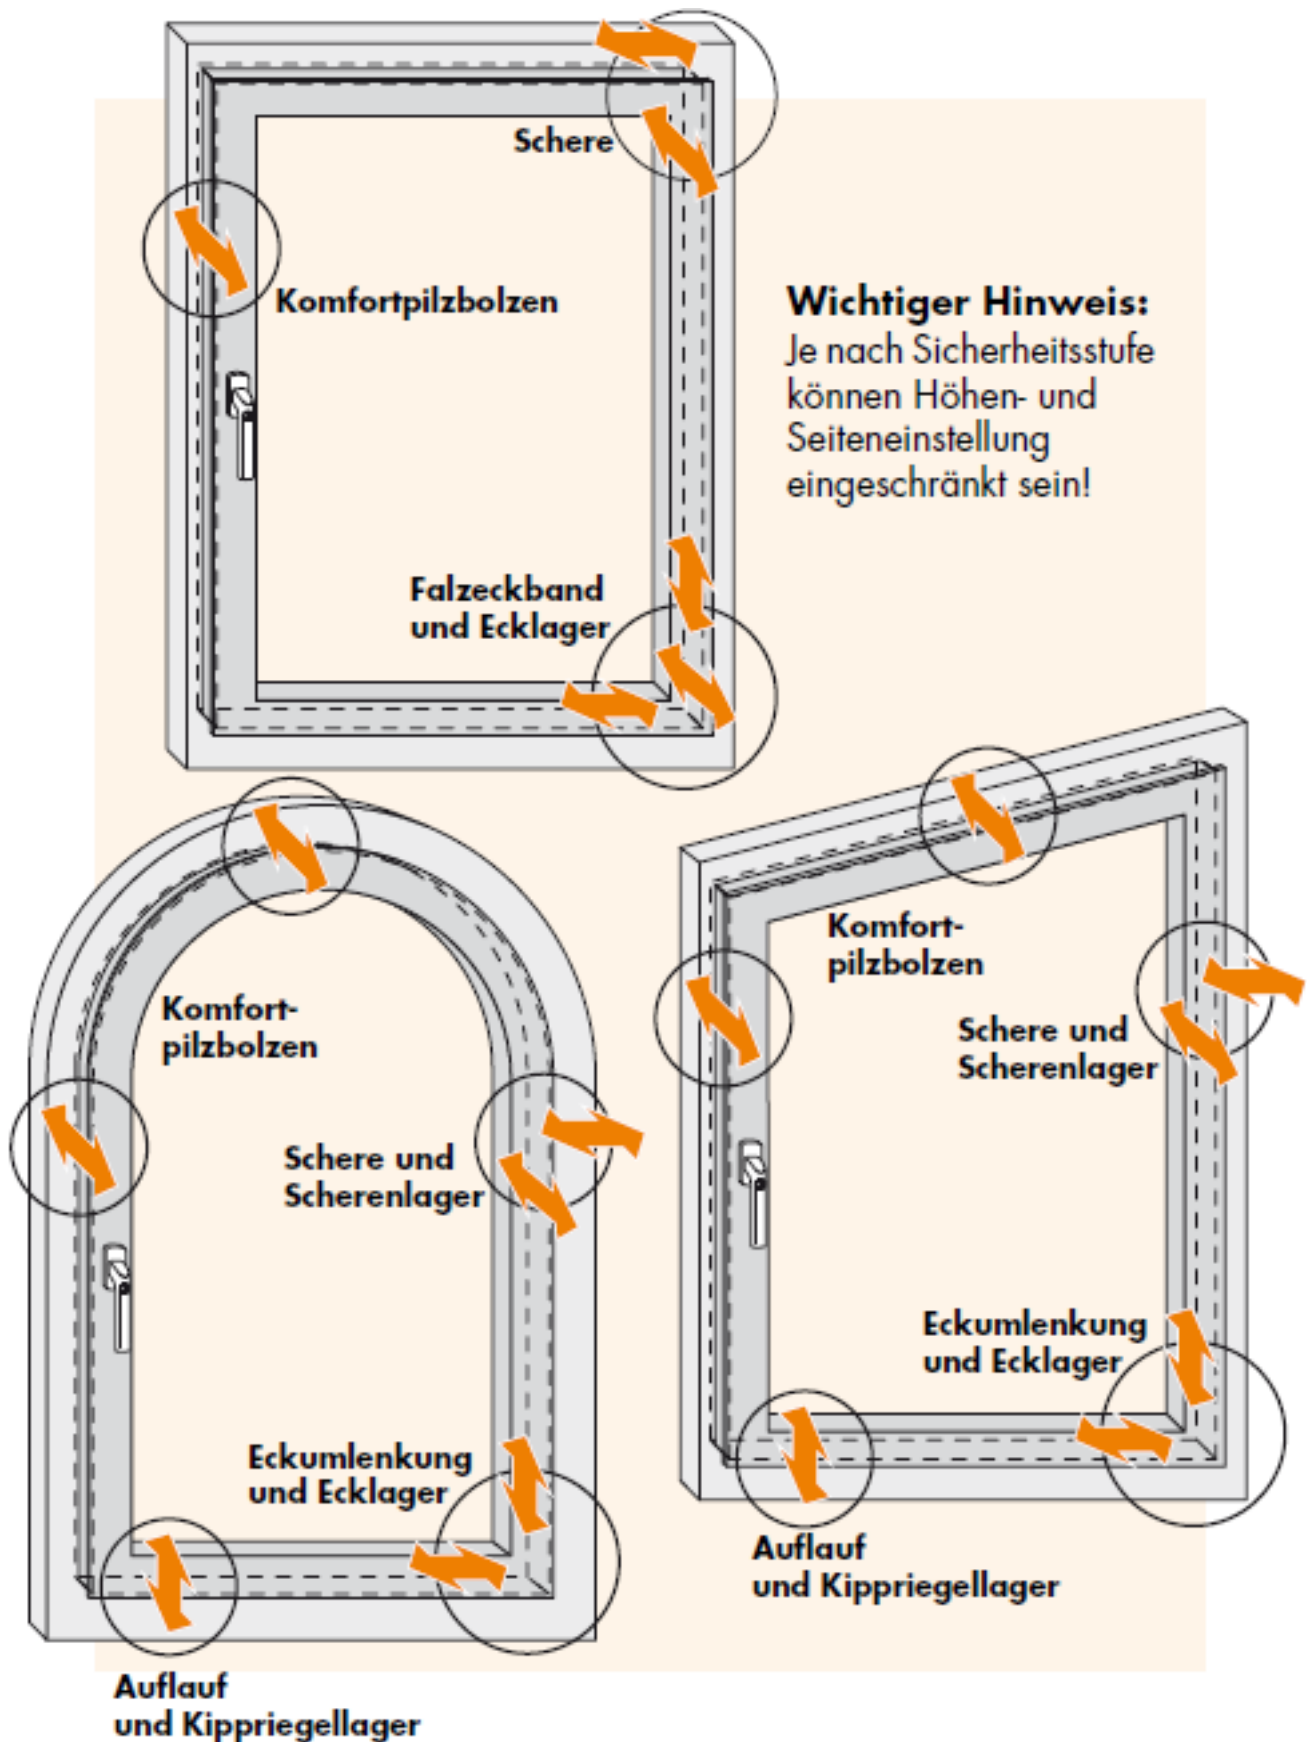 Schere
Komfortpilzbolzen
Wichtiger Hinweis:
Je nach Sicherheitsstufe
können Höhen- und
Seiteneinstellung
eingeschränkt sein!
Falzeckband
und Ecklager
Komfort-
pilzbolzen
Schere und
Scherenlager
Eckumlenkung
und Ecklager
Auflauf
und Kippriegellager
Komfort-
pilzbolzen
Schere und
Scherenlager
Eckumlenkung
und Ecklager
Auflauf
und Kippriegellager